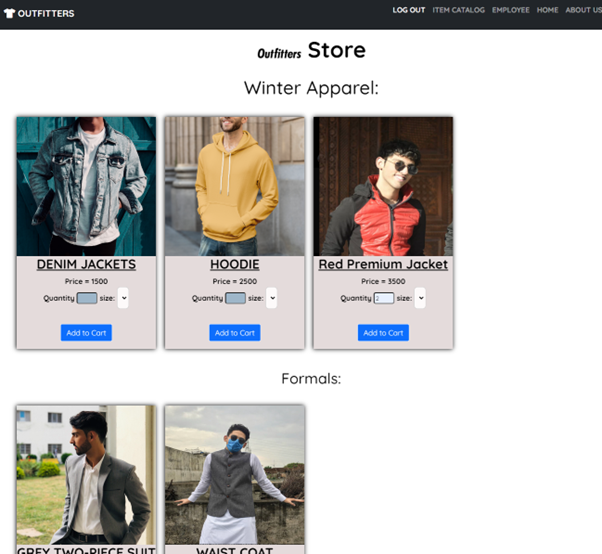 OUTFITTERS
LOG OUT ITEM CATALOG EMPLOYEE HOME ABOUT US
Outfitters Store
Winter Apparel:
DENIM JACKETS
Price = 1500
Quantity size:
Add to Cart
HOODIE
Price = 2500
Quantity size:
Add to Cart
Red Premium Jacket
Price = 3500
Quantity 2 size:
Add to Cart
Formals:
GREY TWO-PIECE SUIT
WAIST COAT